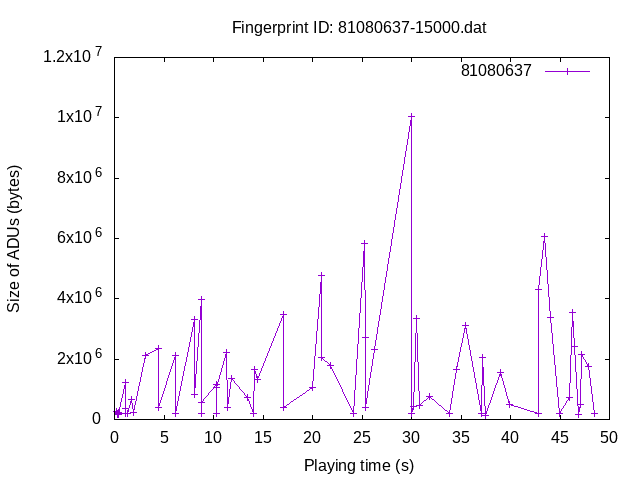 Fingerprint ID: 81080637-15000.dat
81080637
1.2x10^7
1x10^7
8x10^6
6x10^6
4x10^6
2x10^6
0
Size of ADUs (bytes)
0 5 10 15 20 25 30 35 40 45 50
Playing time (s)